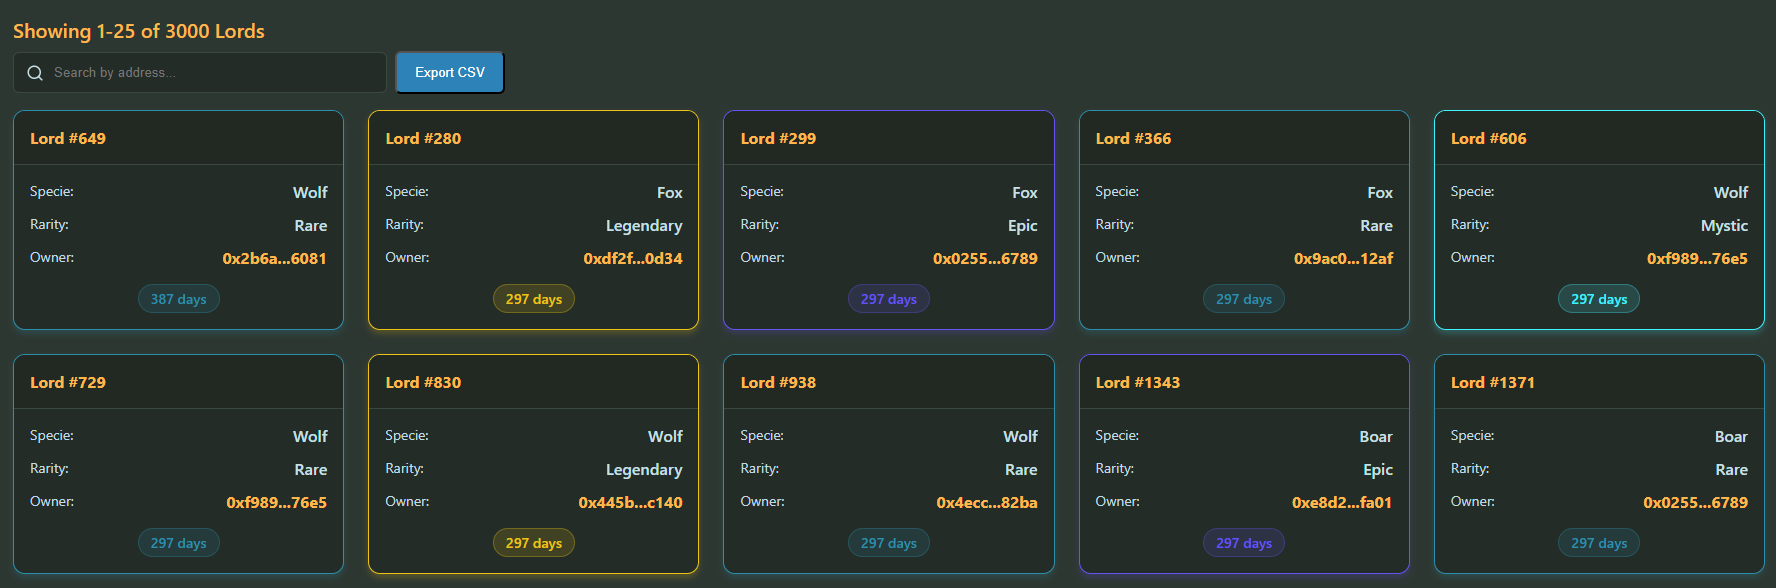 Showing 1-25 of 3000 Lords
Search by address...
Export CSV
Lord #649
Specie: Wolf
Rarity: Rare
Owner: 0x2b6a...6081
387 days
Lord #280
Specie: Fox
Rarity: Legendary
Owner: 0xdf2f...0d34
297 days
Lord #299
Specie: Fox
Rarity: Epic
Owner: 0x0255...6789
297 days
Lord #366
Specie: Fox
Rarity: Rare
Owner: 0x9ac0...12af
297 days
Lord #606
Specie: Wolf
Rarity: Mystic
Owner: 0xf989...76e5
297 days
Lord #729
Specie: Wolf
Rarity: Rare
Owner: 0xf989...76e5
297 days
Lord #830
Specie: Wolf
Rarity: Legendary
Owner: 0x445b...c140
297 days
Lord #938
Specie: Wolf
Rarity: Rare
Owner: 0x4ecc...82ba
297 days
Lord #1343
Specie: Boar
Rarity: Epic
Owner: 0xe8d2...fa01
297 days
Lord #1371
Specie: Boar
Rarity: Rare
Owner: 0x0255...6789
297 days